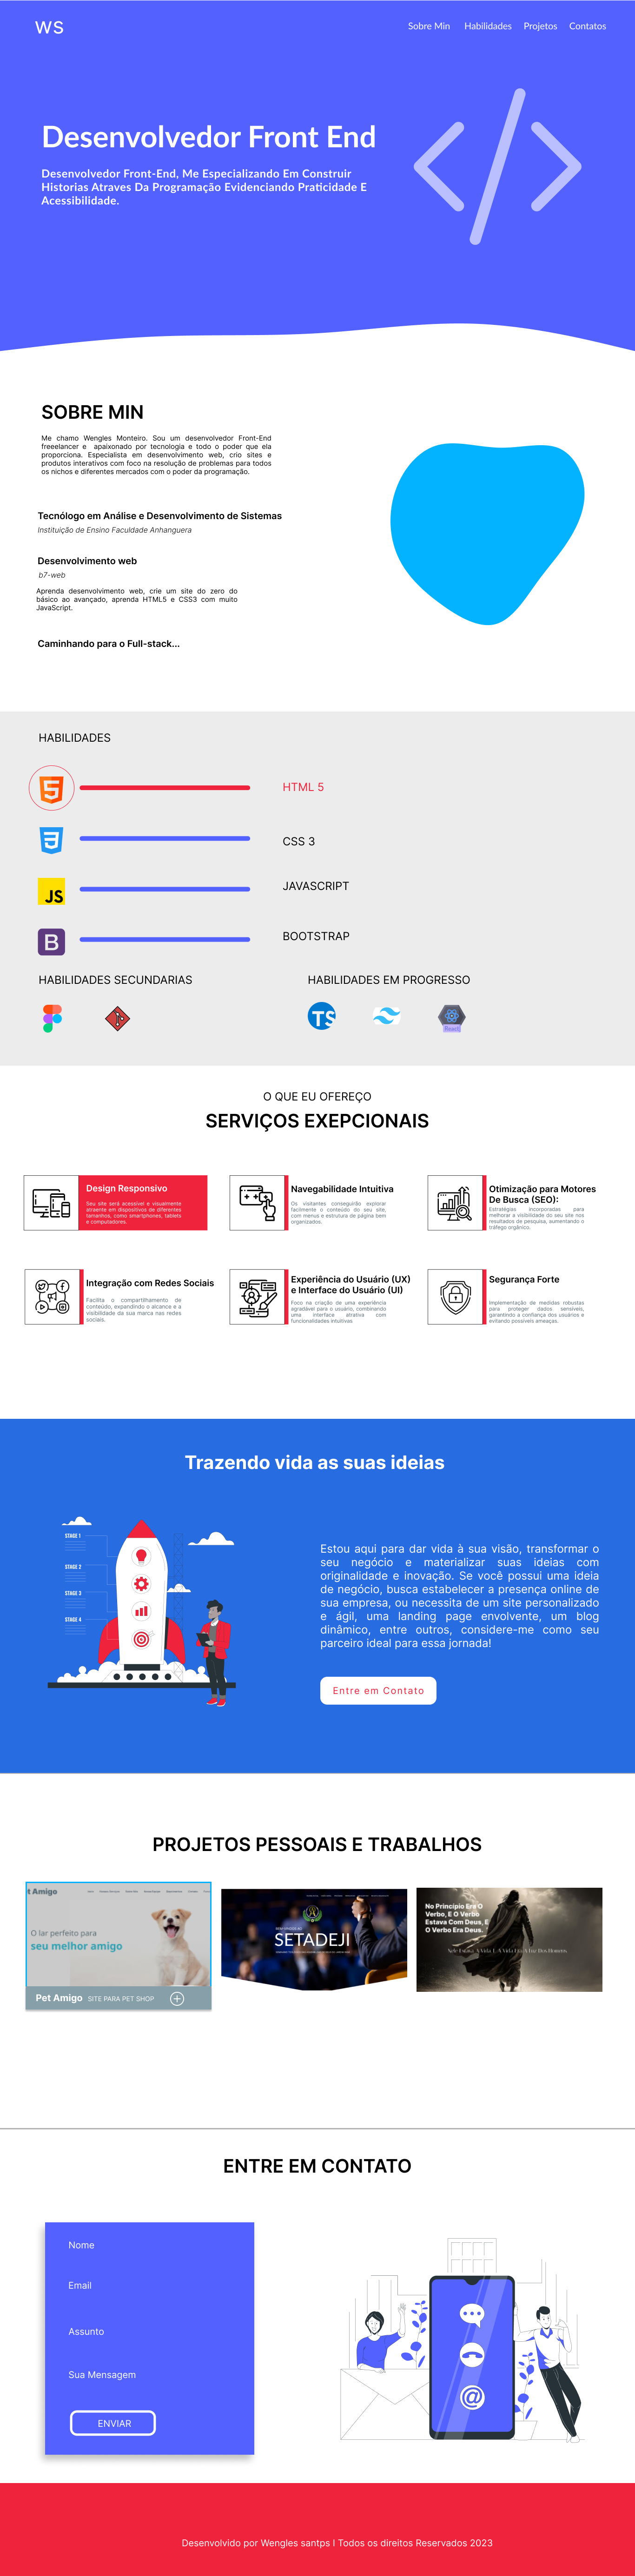 WS
Sobre Min Habilidades Projetos Contatos
Desenvolvedor Front End
Desenvolvedor Front-End, Me Especializando Em Construir
Historias Atraves Da Programação Evidenciando Praticidade E
Acessibilidade.
SOBRE MIN
Me chamo Wengles Monteiro. Sou um desenvolvedor Front-End
freeelancer e apaixonado por tecnologia e todo o poder que ela
proporciona. Especialista em desenvolvimento web, crio sites e
produtos interativos com foco na resolução de problemas para todos
os nichos e diferentes mercados com o poder da programação.
Tecnólogo em Análise e Desenvolvimento de Sistemas
Instituição de Ensino Faculdade Anhanguera
Desenvolvimento web
b7-web
Aprenda desenvolvimento web, crie um site do zero do
básico ao avançado, aprenda HTML5 e CSS3 com muito
JavaScript.
Caminhando para o Full-stack...
HABILIDADES
HTML 5
CSS 3
JS
JAVASCRIPT
B
BOOTSTRAP
HABILIDADES SECUNDARIAS
HABILIDADES EM PROGRESSO
TS
React
O QUE EU OFEREÇO
SERVIÇOS EXEPCIONAIS
Design Responsivo
Seu site será acessível e visualmente
atraente em dispositivos de diferentes
tamanhos, como smartphones, tablets
e computadores.
Navegabilidade Intuitiva
Os visitantes conseguirão explorar
facilmente o conteúdo do seu site,
com menus e estrutura de página bem
organizados.
Otimização para Motores
De Busca (SEO):
Estratégias incorporadas para
melhorar a visibilidade do seu site nos
resultados de pesquisa, aumentando o
tráfego orgânico.
Integração com Redes Sociais
Facilita o compartilhamento de
conteúdo, expandindo o alcance e a
visibilidade da sua marca nas redes
sociais.
Experiência do Usuário (UX)
e Interface do Usuário (UI)
Foco na criação de uma experiência
agradável para o usuário, combinando
uma interface atrativa com
funcionalidades intuitivas
Segurança Forte
Implementação de medidas robustas
para proteger dados sensíveis,
garantindo a confiança dos usuários e
evitando possíveis ameaças.
Trazendo vida as suas ideias
STAGE 1
STAGE 2
STAGE 3
STAGE 4
Estou aqui para dar vida à sua visão, transformar o
seu negócio e materializar suas ideias com
originalidade e inovação. Se você possui uma ideia
de negócio, busca estabelecer a presença online de
sua empresa, ou necessita de um site personalizado
e ágil, uma landing page envolvente, um blog
dinâmico, entre outros, considere-me como seu
parceiro ideal para essa jornada!
Entre em Contato
PROJETOS PESSOAIS E TRABALHOS
t Amigo
O lar perfeito para
seu melhor amigo
Pet Amigo SITE PARA PET SHOP
SETADEJI
No Principio Era O
Verbo, E O Verbo
Estava Com Deus, E
O Verbo Era Deus.
Nele Estava A Vida E A Vida Era A Luz Dos Homens.
ENTRE EM CONTATO
Nome
Email
Assunto
Sua Mensagem
ENVIAR
@
Desenvolvido por Wengles santps I Todos os direitos Reservados 2023